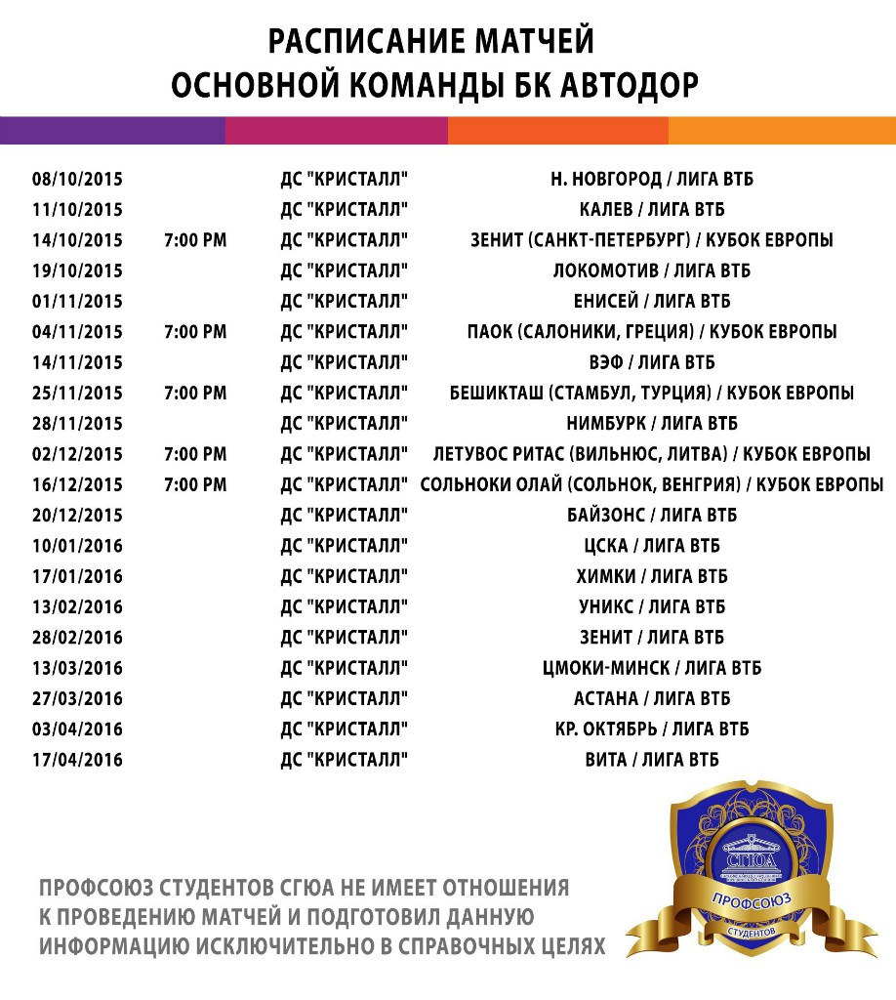 РАСПИСАНИЕ МАТЧЕЙ
ОСНОВНОЙ КОМАНДЫ БК АВТОДОР
08/10/2015 ДС "КРИСТАЛЛ" Н. НОВГОРОД / ЛИГА ВТБ
11/10/2015 ДС "КРИСТАЛЛ" КАЛЕВ / ЛИГА ВТБ
14/10/2015 7:00 PM ДС "КРИСТАЛЛ" ЗЕНИТ (САНКТ-ПЕТЕРБУРГ) / КУБОК ЕВРОПЫ
19/10/2015 ДС "КРИСТАЛЛ" ЛОКОМОТИВ / ЛИГА ВТБ
01/11/2015 ДС "КРИСТАЛЛ" ЕНИСЕЙ / ЛИГА ВТБ
04/11/2015 7:00 PM ДС "КРИСТАЛЛ" ПАОК (САЛОНИКИ, ГРЕЦИЯ) / КУБОК ЕВРОПЫ
14/11/2015 ДС "КРИСТАЛЛ" ВЭФ / ЛИГА ВТБ
25/11/2015 7:00 PM ДС "КРИСТАЛЛ" БЕШИКТАШ (СТАМБУЛ, ТУРЦИЯ) / КУБОК ЕВРОПЫ
28/11/2015 ДС "КРИСТАЛЛ" НИМБУРК / ЛИГА ВТБ
02/12/2015 7:00 PM ДС "КРИСТАЛЛ" ЛЕТУВОС РИТАС (ВИЛЬНЮС, ЛИТВА) / КУБОК ЕВРОПЫ
16/12/2015 7:00 PM ДС "КРИСТАЛЛ" СОЛЬНОКИ ОЛАЙ (СОЛЬНОК, ВЕНГРИЯ) / КУБОК ЕВРОПЫ
20/12/2015 ДС "КРИСТАЛЛ" БАЙЗОНС / ЛИГА ВТБ
10/01/2016 ДС "КРИСТАЛЛ" ЦСКА / ЛИГА ВТБ
17/01/2016 ДС "КРИСТАЛЛ" ХИМКИ / ЛИГА ВТБ
13/02/2016 ДС "КРИСТАЛЛ" УНИКС / ЛИГА ВТБ
28/02/2016 ДС "КРИСТАЛЛ" ЗЕНИТ / ЛИГА ВТБ
13/03/2016 ДС "КРИСТАЛЛ" ЦМОКИ-МИНСК / ЛИГА ВТБ
27/03/2016 ДС "КРИСТАЛЛ" АСТАНА / ЛИГА ВТБ
03/04/2016 ДС "КРИСТАЛЛ" КР. ОКТЯБРЬ / ЛИГА ВТБ
17/04/2016 ДС "КРИСТАЛЛ" ВИТА / ЛИГА ВТБ
ПРОФСОЮЗ СТУДЕНТОВ СГЮА НЕ ИМЕЕТ ОТНОШЕНИЯ
К ПРОВЕДЕНИЮ МАТЧЕЙ И ПОДГОТОВИЛ ДАННУЮ
ИНФОРМАЦИЮ ИСКЛЮЧИТЕЛЬНО В СПРАВОЧНЫХ ЦЕЛЯХ
СГЮА
ПРОФСОЮЗ
СТУДЕНТОВ